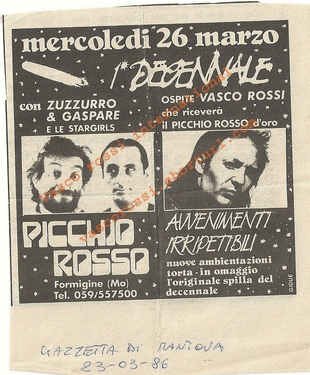 mercoledi 26 marzo
1° DECENNALE
con ZUZZURRO
& GASPARE
E LE STARGIRLS
OSPITE VASCO ROSSI
che riceverà
il PICCHIO ROSSO d'oro
PICCHIO
ROSSO
Formigine (Mo)
Tel. 059/557500
AVVENIMENTI
IRRIPETIBILI
nuove ambientazioni
torta - in omaggio
l'originale spilla del
decennale
GIGUE
GAZZETTA DI MANTOVA
23-03-86